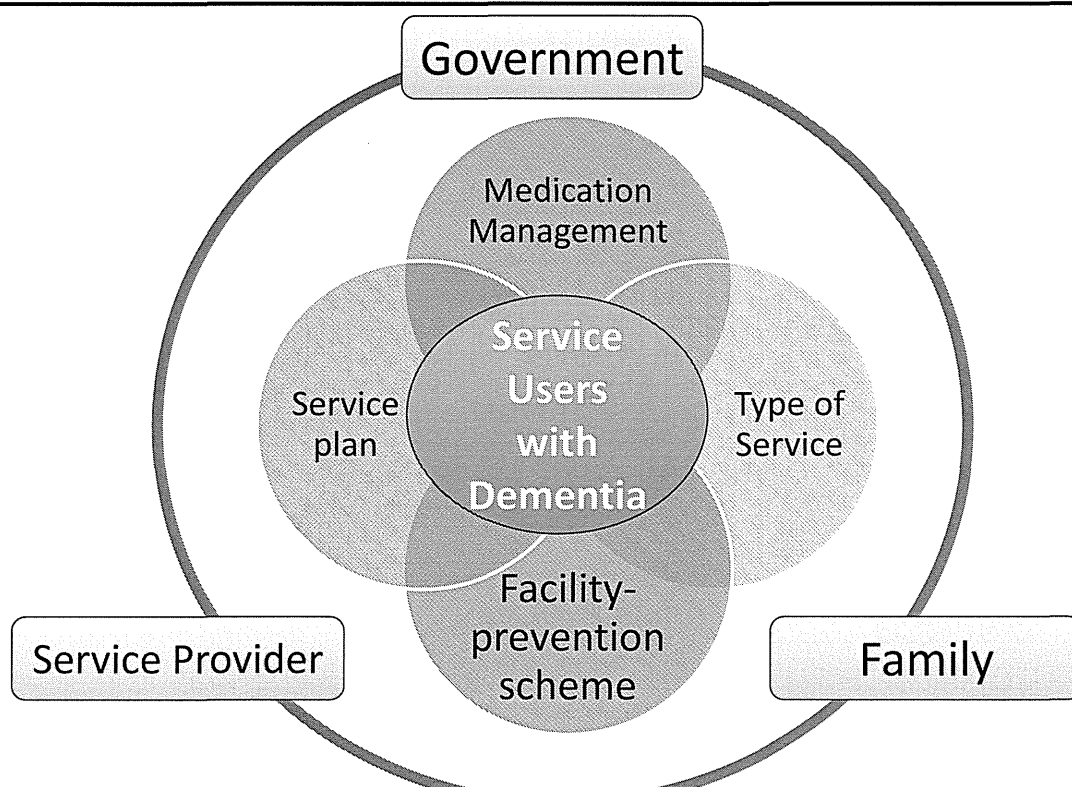 Government
Medication
Management
Service
Users
with
Dementia
Service
plan
Type of
Service
Facility-
prevention
scheme
Service Provider
Family